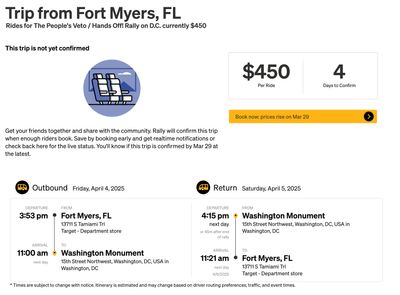 Trip from Fort Myers, FL
Rides for The People's Veto / Hands Off! Rally on D.C. currently $450
This trip is not yet confirmed
$450
Per Ride
4
Days to Confirm
Book now: prices rise on Mar 29
Get your friends together and share with the community. Rally will confirm this
trip when enough riders book. Save by booking early and get realtime notifications or
check back here for the live status. You'll know if this trip is confirmed by Mar 29 at
the latest.
Outbound Friday, April 4, 2025
DEPARTURE
3:53 pm
FROM
Fort Myers, FL
13711 S Tamiami Trl
Target - Department store
ARRIVAL
11:00 am
next day
TO
Washington Monument
15th Street Northwest, Washington, DC, USA in
Washington, DC
Return Saturday, April 5, 2025
DEPARTURE
4:15 pm
next day
or 45m after end
of rally
FROM
Washington Monument
15th Street Northwest, Washington, DC, USA in
Washington, DC
ARRIVAL
11:21 am
next day
4/6/2025
TO
Fort Myers, FL
13711 S Tamiami Trl
Target - Department store
* Times are subject to change with notice. Itinerary is estimated and may change based on driver routing preferences, traffic, and event times.